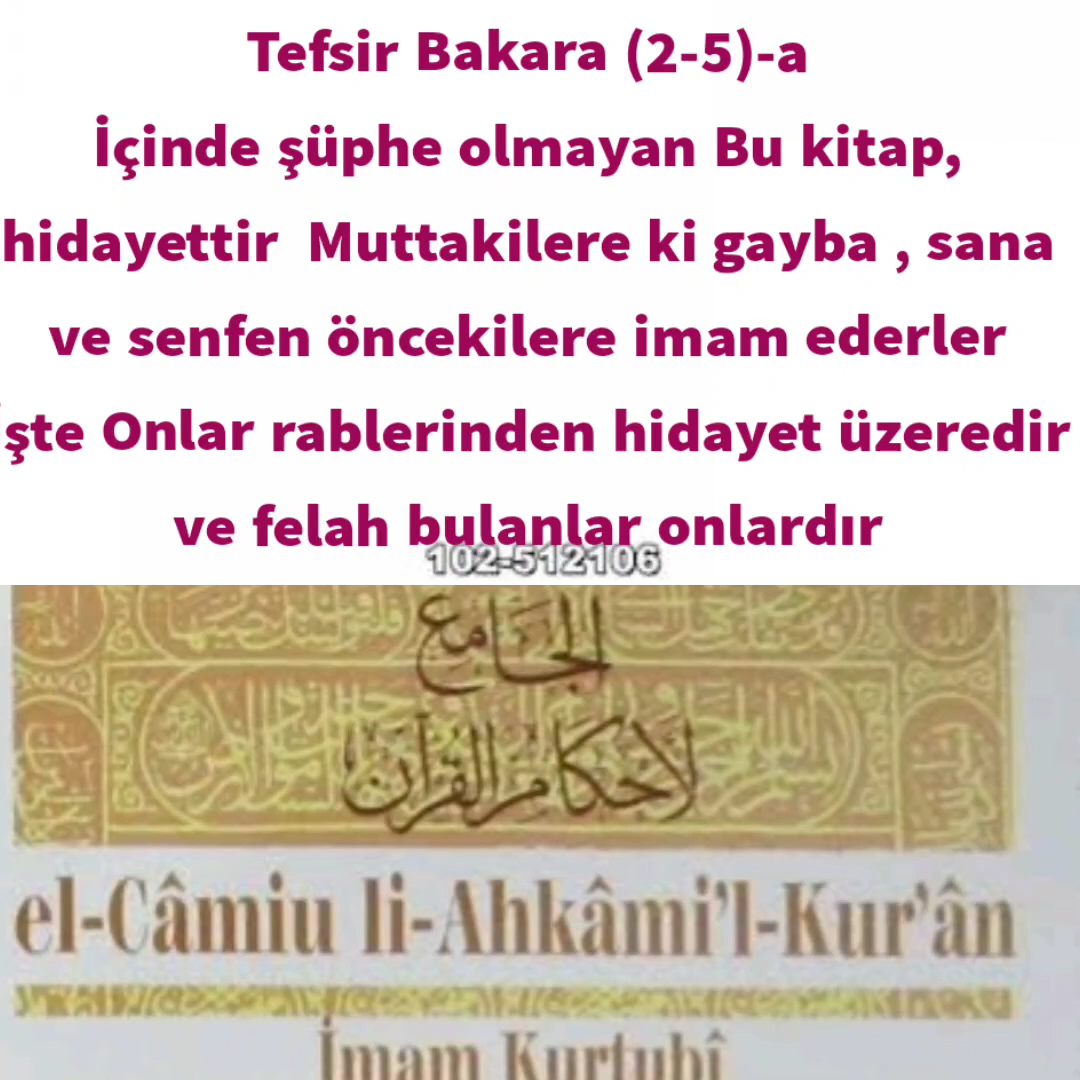 Tefsir Bakara (2-5)-a
İçinde şüphe olmayan Bu kitap,
hidayettir Muttakilere ki gayba , sana
ve senfen öncekilere imam ederler
İşte Onlar rablerinden hidayet üzeredir
ve felah bulanlar onlardır
102-512106
الجامع
لأحكام القرآن
el-Câmiu li-Ahkâmi'l-Kur'ân
İmam Kurtubî